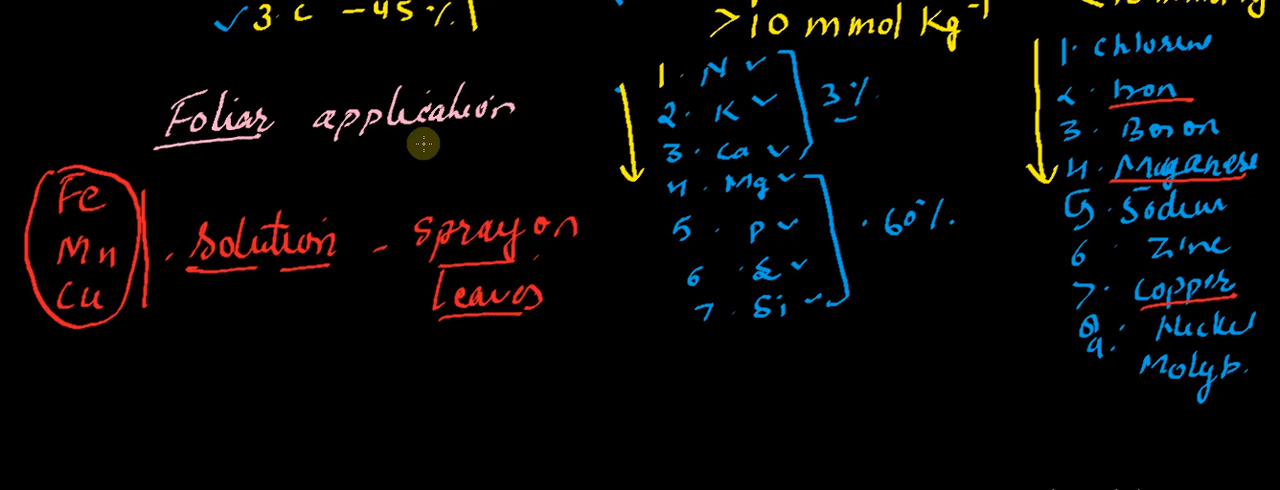 ✓ 3. C - 45 %
>10 mmol Kg⁻¹
Foliar application
Fe
Mn
Cu
. solution - spray on
leaves
1. N ✓
2. K ✓
3. Ca ✓
3%.
4. Mg ✓
5. P ✓
6. S ✓
7. Si ✓
. 60%.
1. Chlorine
2. Iron
3. Boron
4. Maganese
5. Sodium
6 Zinc
7. Copper
8. Nickel
9. Molyb.